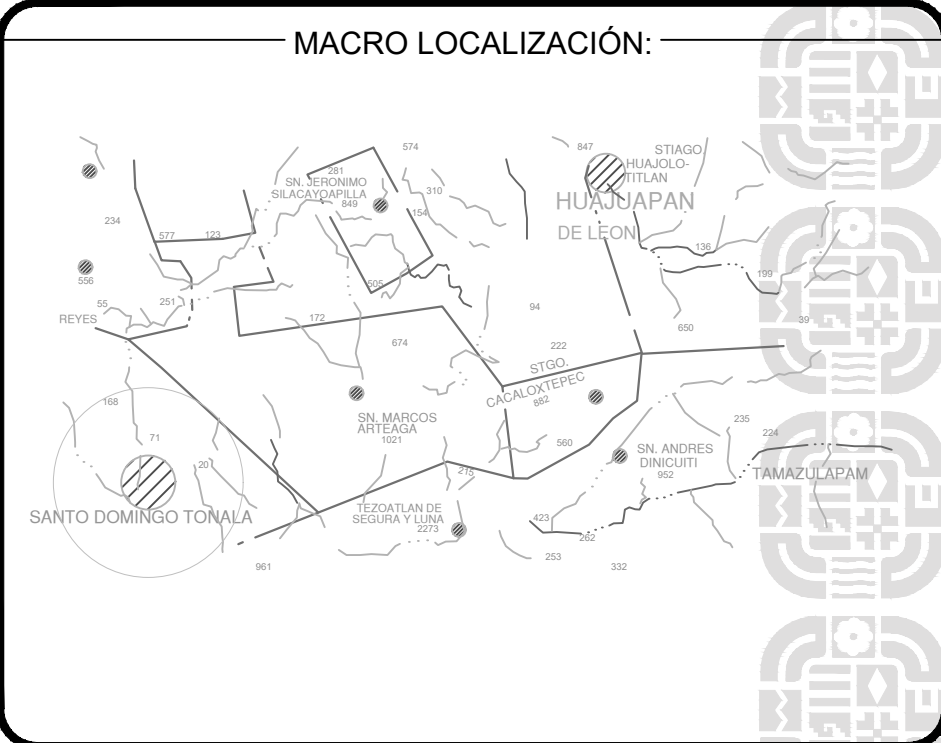 MACRO LOCALIZACIÓN:
574
847
STIAGO
HUAJOLO-
TITLAN
281
SN. JERONIMO
SILACAYOAPILLA
849
310
HUAJUAPAN
DE LEON
154
234
577
123
136
199
556
505
55
251
REYES
172
94
39
650
674
222
STGO.
CACALOXTEPEC
882
168
SN. MARCOS
ARTEAGA
1021
235
71
224
560
SN. ANDRES
DINICUITI
952
20
215
TAMAZULAPAM
SANTO DOMINGO TONALA
TEZOATLAN DE
SEGURA Y LUNA
2273
423
262
253
961
332